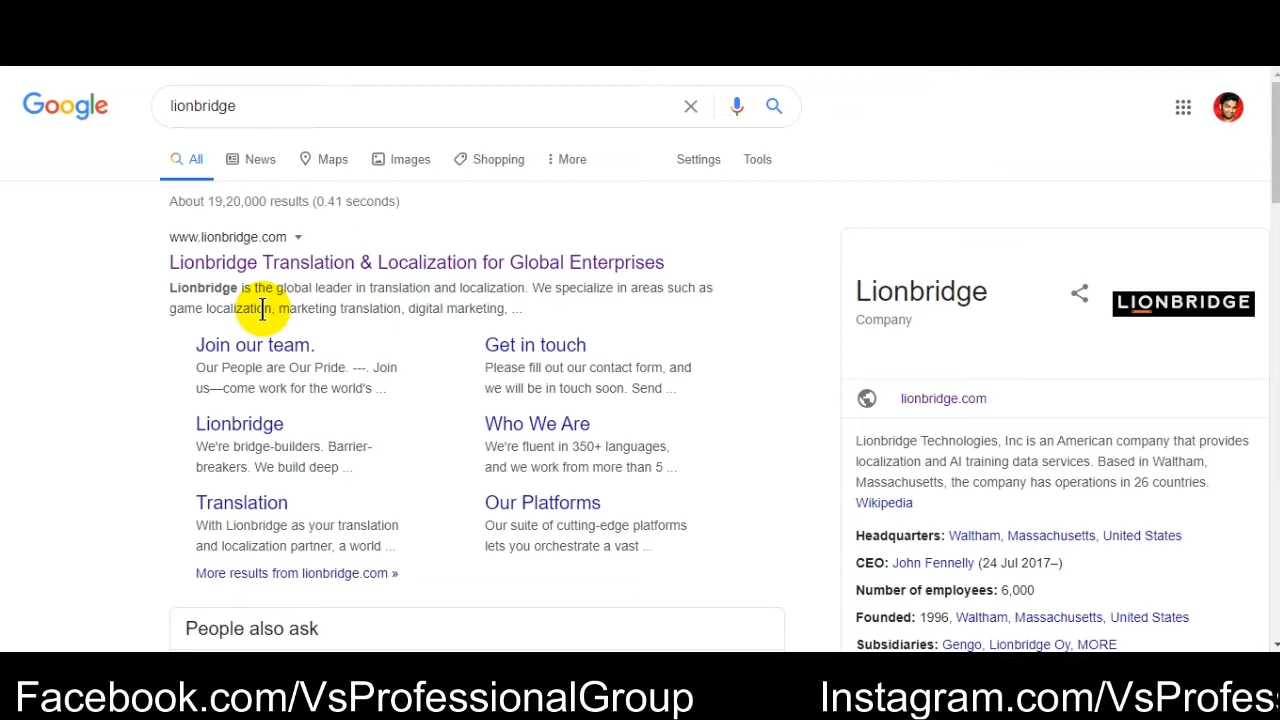 Google
lionbridge
All News Maps Images Shopping More Settings Tools
About 19,20,000 results (0.41 seconds)
www.lionbridge.com
Lionbridge Translation & Localization for Global Enterprises
Lionbridge is the global leader in translation and localization. We specialize in areas such as
game localization, marketing translation, digital marketing, ...
Join our team.
Our People are Our Pride. ---. Join
us—come work for the world's ...
Get in touch
Please fill out our contact form, and
we will be in touch soon. Send ...
Lionbridge
We're bridge-builders. Barrier-
breakers. We build deep ...
Who We Are
We're fluent in 350+ languages,
and we work from more than 5 ...
Translation
With Lionbridge as your translation
and localization partner, a world ...
Our Platforms
Our suite of cutting-edge platforms
lets you orchestrate a vast ...
More results from lionbridge.com »
People also ask
Lionbridge
Company
LIONBRIDGE
lionbridge.com
Lionbridge Technologies, Inc is an American company that provides
localization and AI training data services. Based in Waltham,
Massachusetts, the company has operations in 26 countries.
Wikipedia
Headquarters: Waltham, Massachusetts, United States
CEO: John Fennelly (24 Jul 2017–)
Number of employees: 6,000
Founded: 1996, Waltham, Massachusetts, United States
Subsidiaries: Gengo, Lionbridge Oy, MORE
Facebook.com/VsProfessionalGroup
Instagram.com/VsProfes